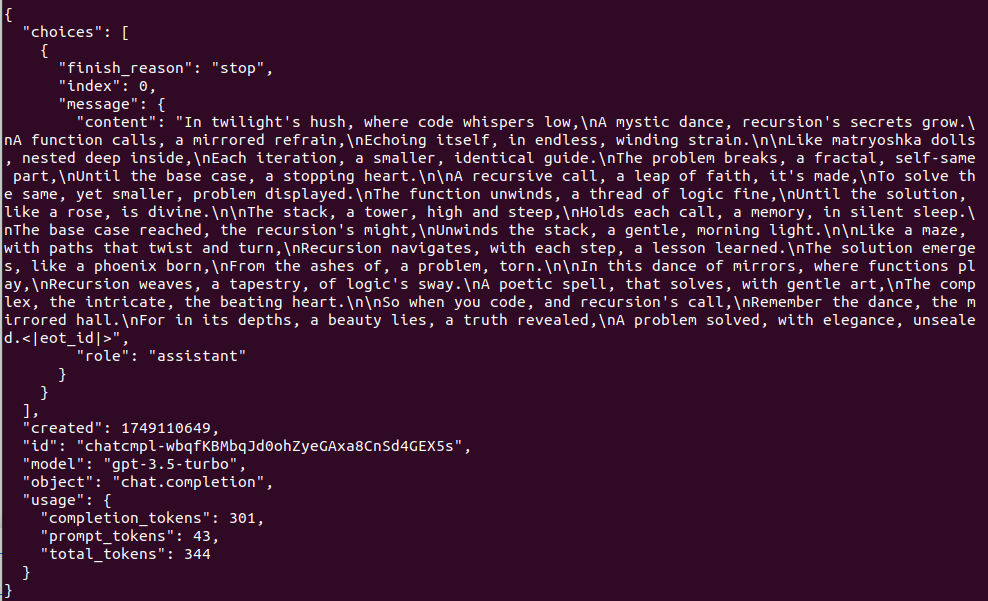 {
  "choices": [
    {
      "finish_reason": "stop",
      "index": 0,
      "message": {
        "content": "In twilight's hush, where code whispers low,\nA mystic dance, recursion's secrets grow.\
nA function calls, a mirrored refrain,\nEchoing itself, in endless, winding strain.\n\nLike matryoshka dolls
, nested deep inside,\nEach iteration, a smaller, identical guide.\nThe problem breaks, a fractal, self-same
 part,\nUntil the base case, a stopping heart.\n\nA recursive call, a leap of faith, it's made,\nTo solve th
e same, yet smaller, problem displayed.\nThe function unwinds, a thread of logic fine,\nUntil the solution,
like a rose, is divine.\n\nThe stack, a tower, high and steep,\nHolds each call, a memory, in silent sleep.\
nThe base case reached, the recursion's might,\nUnwinds the stack, a gentle, morning light.\n\nLike a maze,
with paths that twist and turn,\nRecursion navigates, with each step, a lesson learned.\nThe solution emerge
s, like a phoenix born,\nFrom the ashes of, a problem, torn.\n\nIn this dance of mirrors, where functions pl
ay,\nRecursion weaves, a tapestry, of logic's sway.\nA poetic spell, that solves, with gentle art,\nThe comp
lex, the intricate, the beating heart.\n\nSo when you code, and recursion's call,\nRemember the dance, the m
irrored hall.\nFor in its depths, a beauty lies, a truth revealed,\nA problem solved, with elegance, unseale
d.<|eot_id|>",
        "role": "assistant"
      }
    }
  ],
  "created": 1749110649,
  "id": "chatcmpl-wbqfKBMbqJd0ohZyeGAxa8CnSd4GEX5s",
  "model": "gpt-3.5-turbo",
  "object": "chat.completion",
  "usage": {
    "completion_tokens": 301,
    "prompt_tokens": 43,
    "total_tokens": 344
  }
}